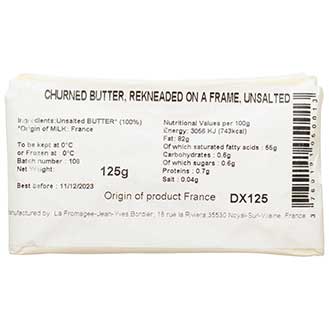 CHURNED BUTTER, REKNEADED ON A FRAME, UNSALTED
Ingredients:Unsalted BUTTER* (100%)
*Origin of MILK: France
To be kept at 0°C
or Frozen at : 0°C
Batch number : 108
Net Weight:
125g
Best Before : 11/12/2023
Nutritional Values per 100g
Energy: 3056 KJ (743kcal)
Fat: 82g
Of which saturated fatty acids : 55g
Carbohydrates : 0.6g
Of which sugars : 0.6g
Proteins : 0.7g
Salt : 0.04g
Origin of product France
DX125
Manufactured by: La Fromagee-Jean-Yves.Bordier, 18 rue la Riviera 35530 Noyal-Sur-Vilaine, France